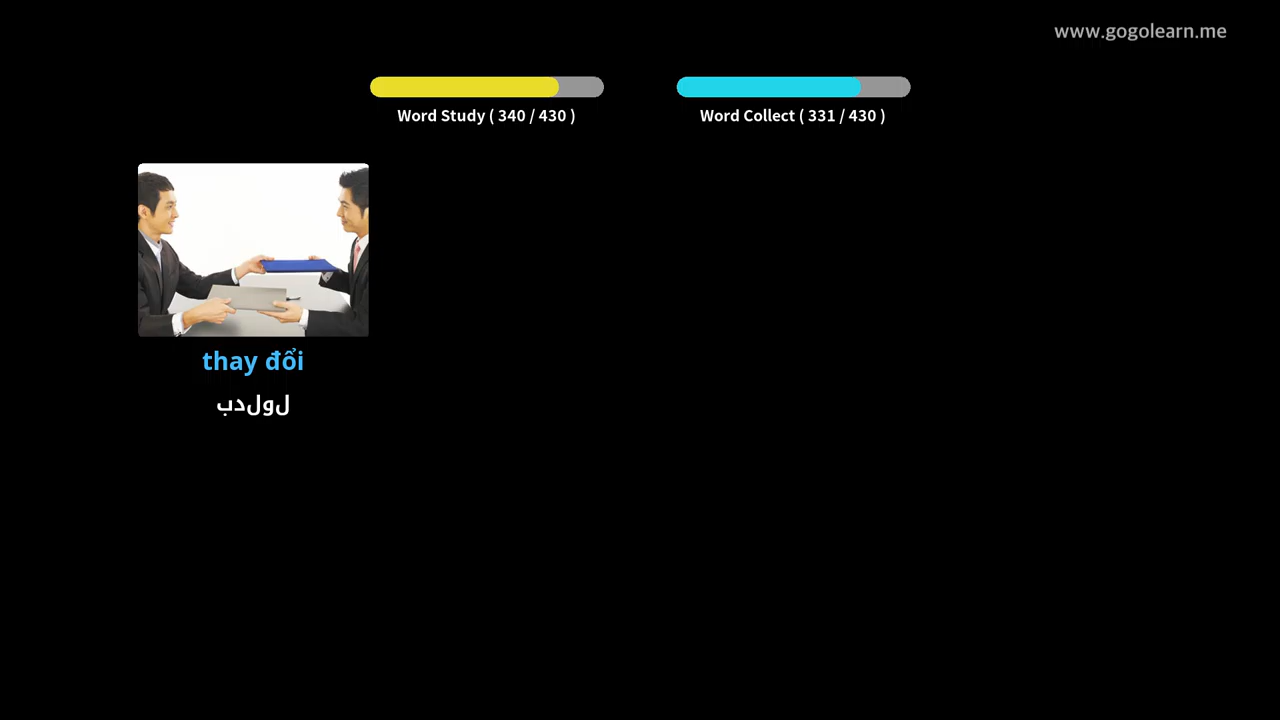 www.gogolearn.me
Word Study ( 340 / 430 )
Word Collect ( 331 / 430 )
thay đổi
لولدب